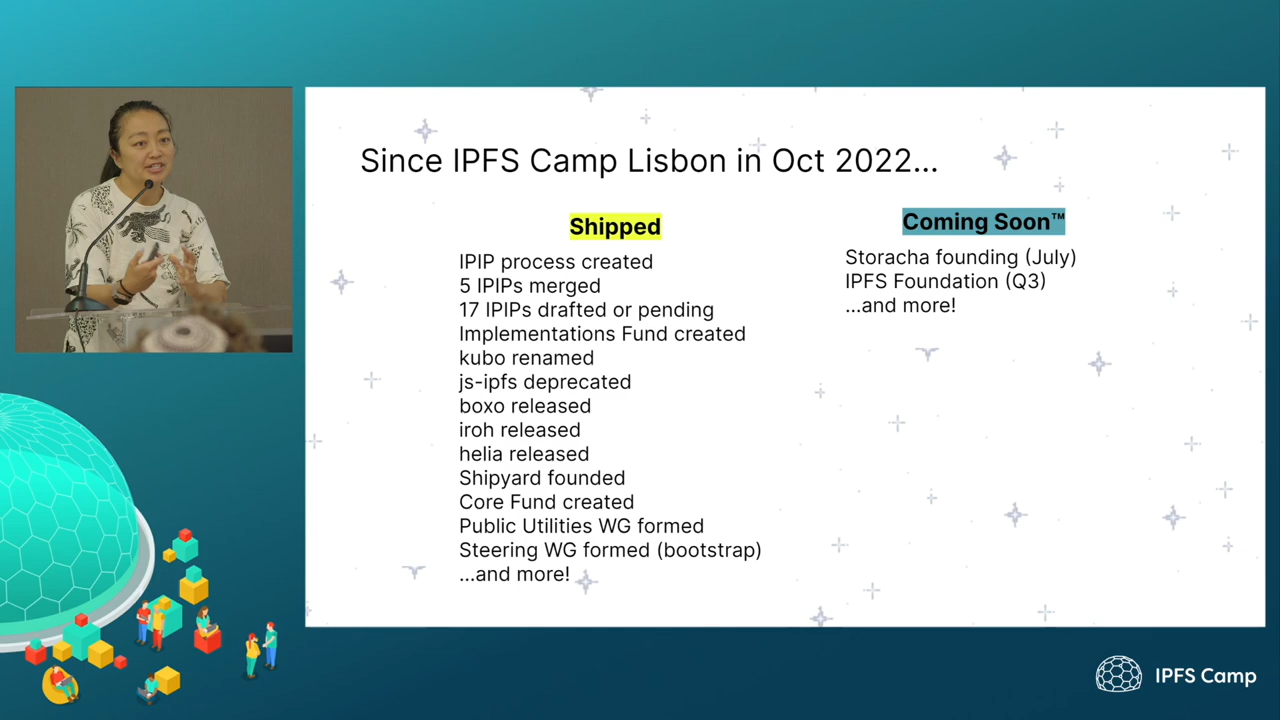 Since IPFS Camp Lisbon in Oct 2022...
Shipped
IPIP process created
5 IPIPs merged
17 IPIPs drafted or pending
Implementations Fund created
kubo renamed
js-ipfs deprecated
boxo released
iroh released
helia released
Shipyard founded
Core Fund created
Public Utilities WG formed
Steering WG formed (bootstrap)
...and more!
Coming Soon™
Storacha founding (July)
IPFS Foundation (Q3)
...and more!
IPFS Camp